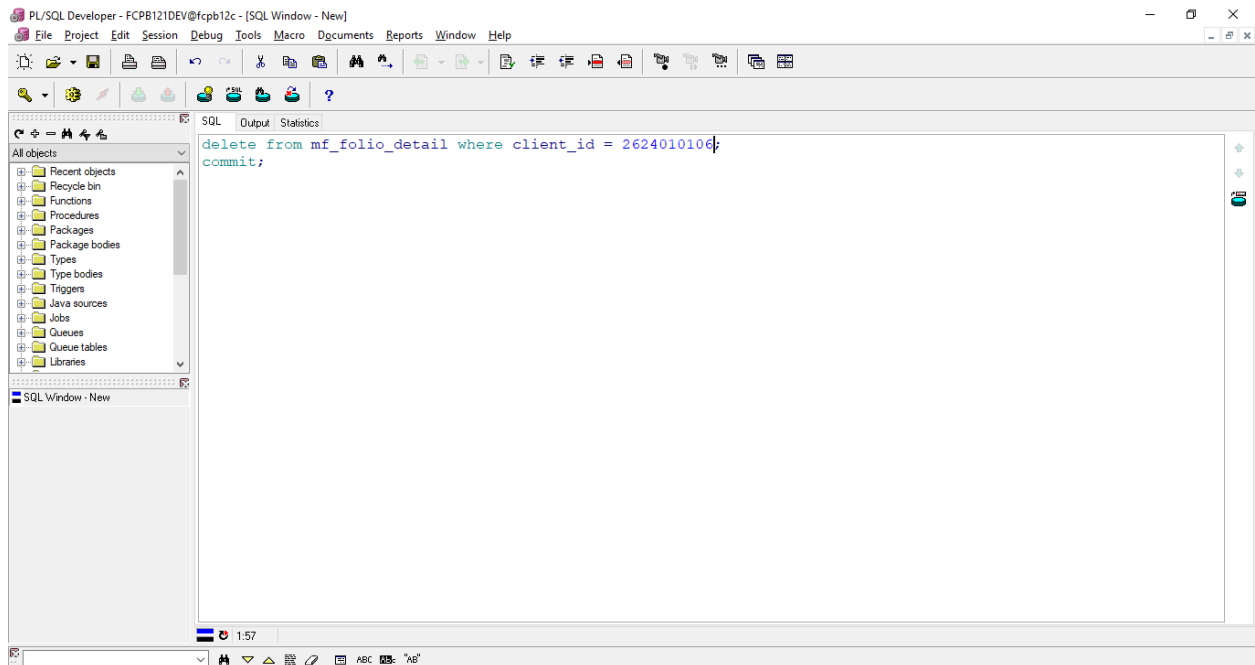 PL/SQL Developer - FCPB121DEV@fcpb12c - [SQL Window - New]
File Project Edit Session Debug Tools Macro Documents Reports Window Help
SQL Output Statistics
All objects
Recent objects
Recycle bin
Functions
Procedures
Packages
Package bodies
Types
Type bodies
Triggers
Java sources
Jobs
Queues
Queue tables
Libraries
SQL Window - New
delete from mf_folio_detail where client_id = 2624010106;
commit;
1:57
ABC "AB"